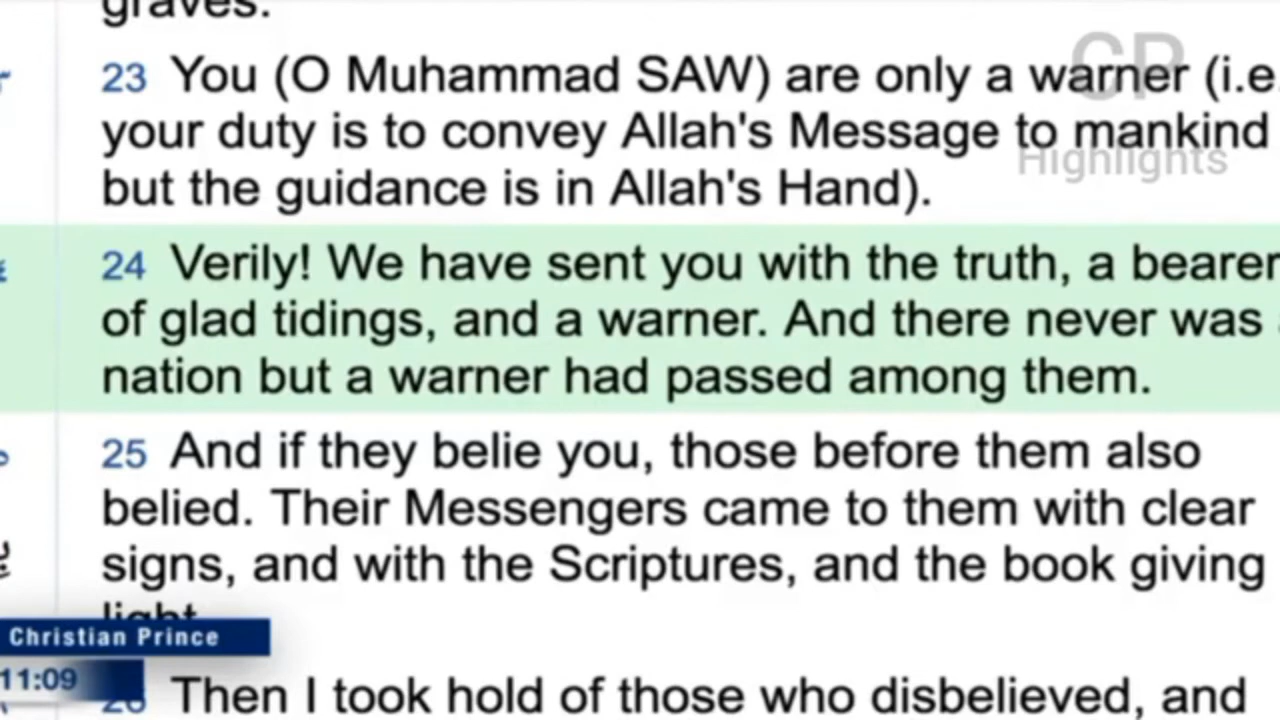 graves.
23 You (O Muhammad SAW) are only a warner (i.e.
your duty is to convey Allah's Message to mankind
but the guidance is in Allah's Hand).
24 Verily! We have sent you with the truth, a bearer
of glad tidings, and a warner. And there never was
nation but a warner had passed among them.
25 And if they belie you, those before them also
belied. Their Messengers came to them with clear
signs, and with the Scriptures, and the book giving
light.
26 Then I took hold of those who disbelieved, and
CP
Highlights
Christian Prince
11:09